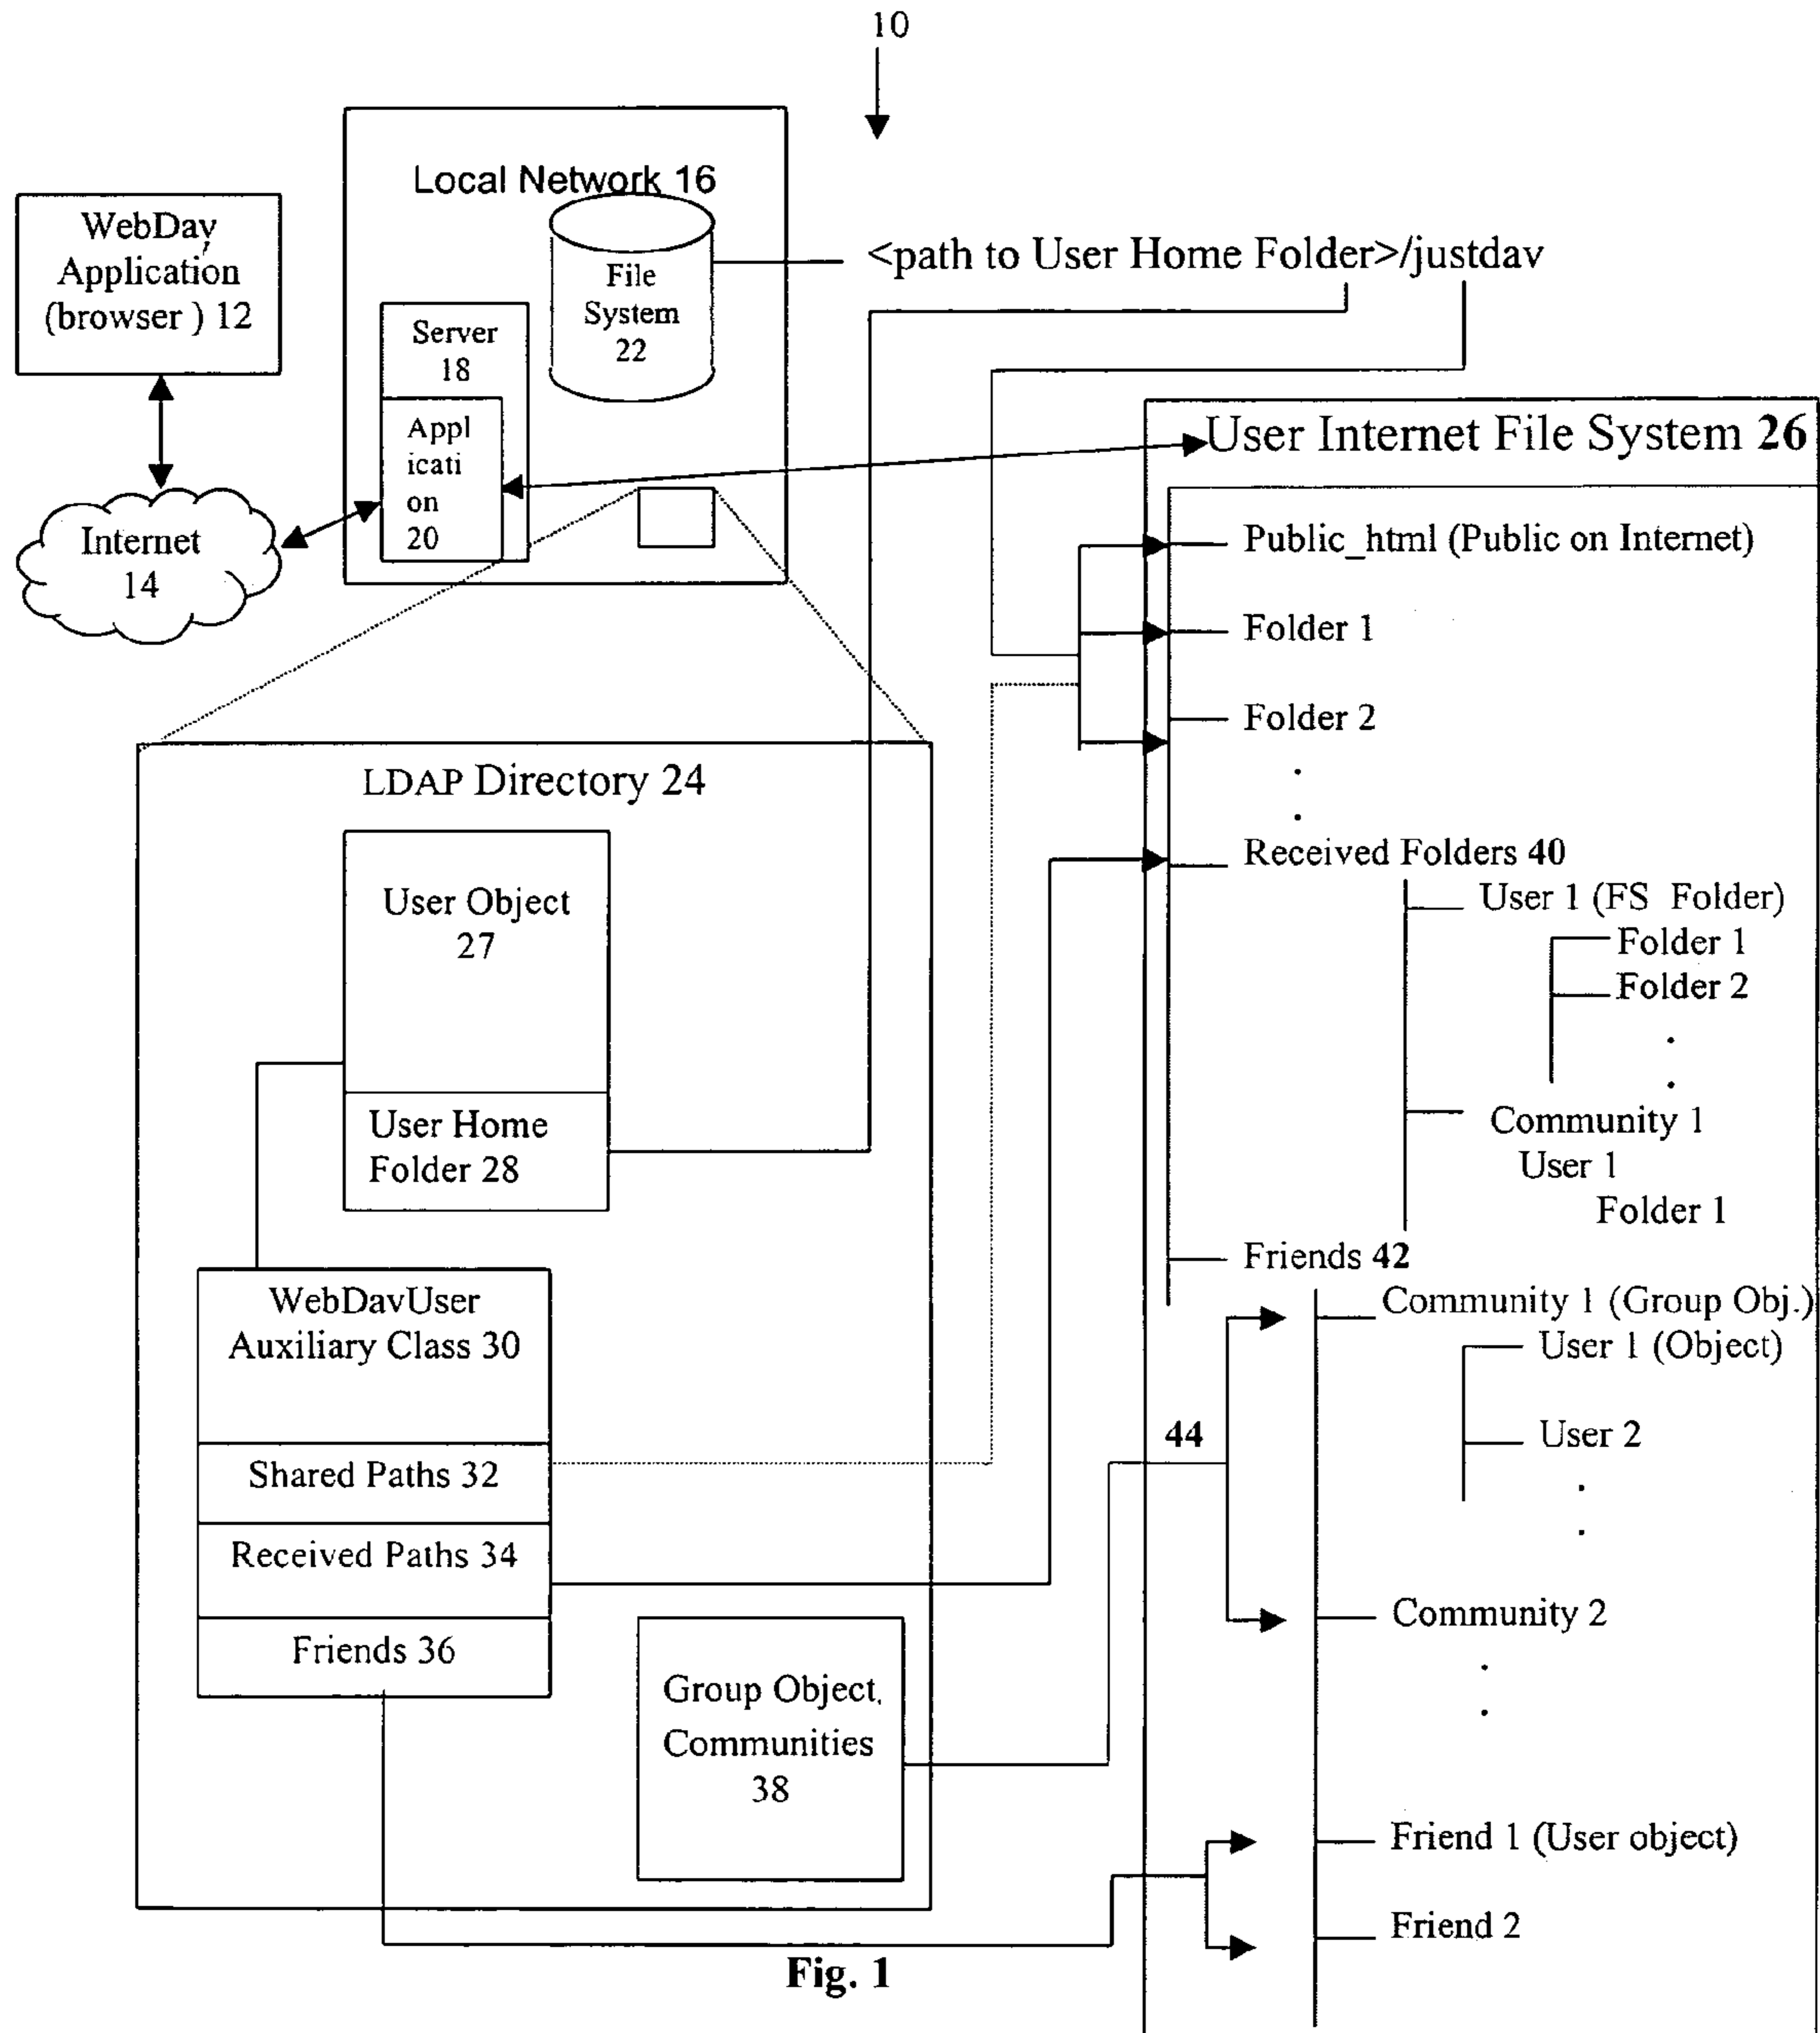 10
Local Network 16
WebDav
Application
(browser ) 12
File
System
22
<path to User Home Folder>/justdav
Server
18
Appl
icati
on
20
Internet
14
User Internet File System 26
Public_html (Public on Internet)
Folder 1
Folder 2
.
.
Received Folders 40
User 1 (FS Folder)
Folder 1
Folder 2
.
.
Community 1
User 1
Folder 1
Friends 42
Community 1 (Group Obj.)
User 1 (Object)
User 2
.
.
Community 2
.
.
Friend 1 (User object)
Friend 2
44
LDAP Directory 24
User Object
27
User Home
Folder 28
WebDavUser
Auxiliary Class 30
Shared Paths 32
Received Paths 34
Friends 36
Group Object,
Communities
38
Fig. 1